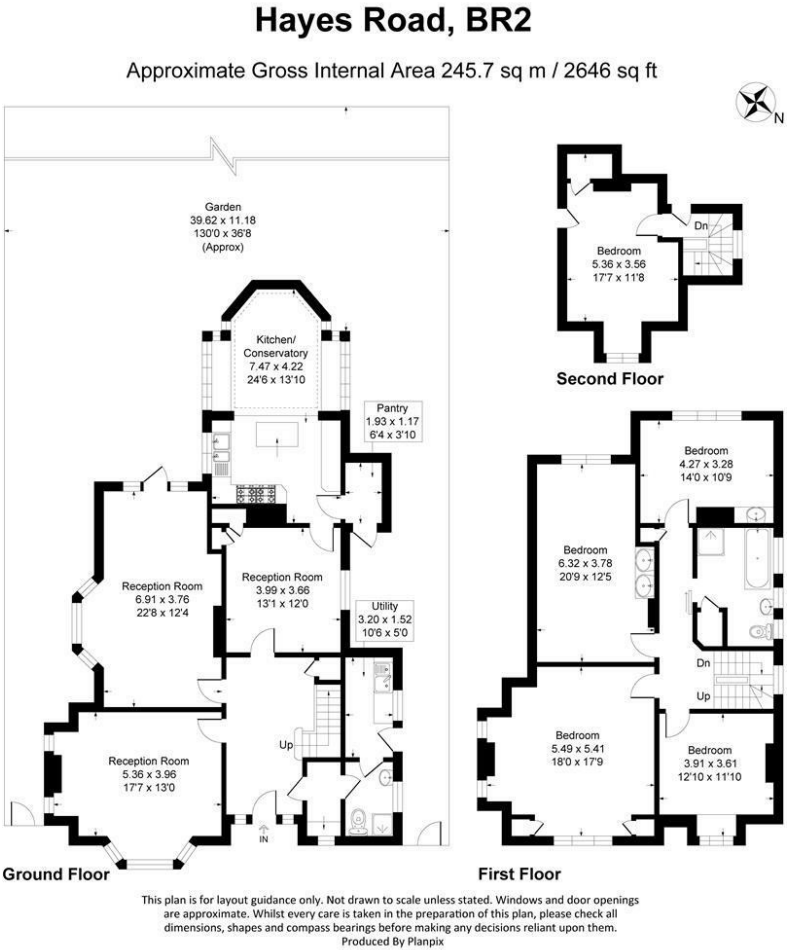 Hayes Road, BR2
Approximate Gross Internal Area 245.7 sq m / 2646 sq ft
N
Garden
39.62 x 11.18
130'0 x 36'8
(Approx)
Kitchen/
Conservatory
7.47 x 4.22
24'6 x 13'10
Pantry
1.93 x 1.17
6'4 x 3'10
Reception Room
6.91 x 3.76
22'8 x 12'4
Reception Room
3.99 x 3.66
13'1 x 12'0
Utility
3.20 x 1.52
10'6 x 5'0
Reception Room
5.36 x 3.96
17'7 x 13'0
Up
IN
Ground Floor
Bedroom
5.36 x 3.56
17'7 x 11'8
Dn
Second Floor
Bedroom
4.27 x 3.28
14'0 x 10'9
Bedroom
6.32 x 3.78
20'9 x 12'5
Dn
Up
Bedroom
5.49 x 5.41
18'0 x 17'9
Bedroom
3.91 x 3.61
12'10 x 11'10
First Floor
This plan is for layout guidance only. Not drawn to scale unless stated. Windows and door openings
are approximate. Whilst every care is taken in the preparation of this plan, please check all
dimensions, shapes and compass bearings before making any decisions reliant upon them.
Produced By Planpix